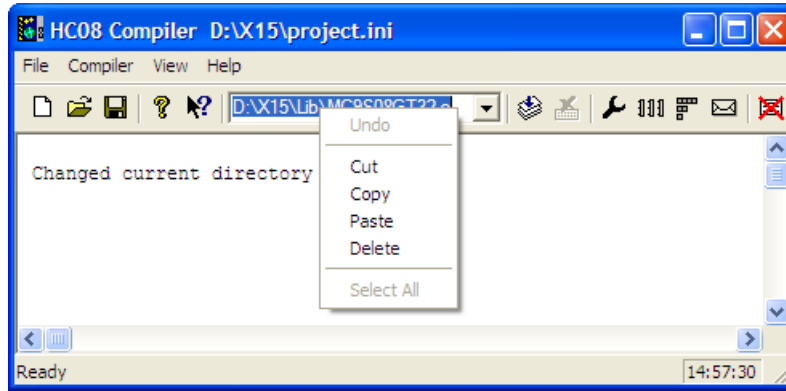 HC08 Compiler D:\X15\project.ini
File Compiler View Help
D:\X15\Lib\MC9S08GT32.c
Changed current directory
Undo
Cut
Copy
Paste
Delete
Select All
Ready
14:57:30